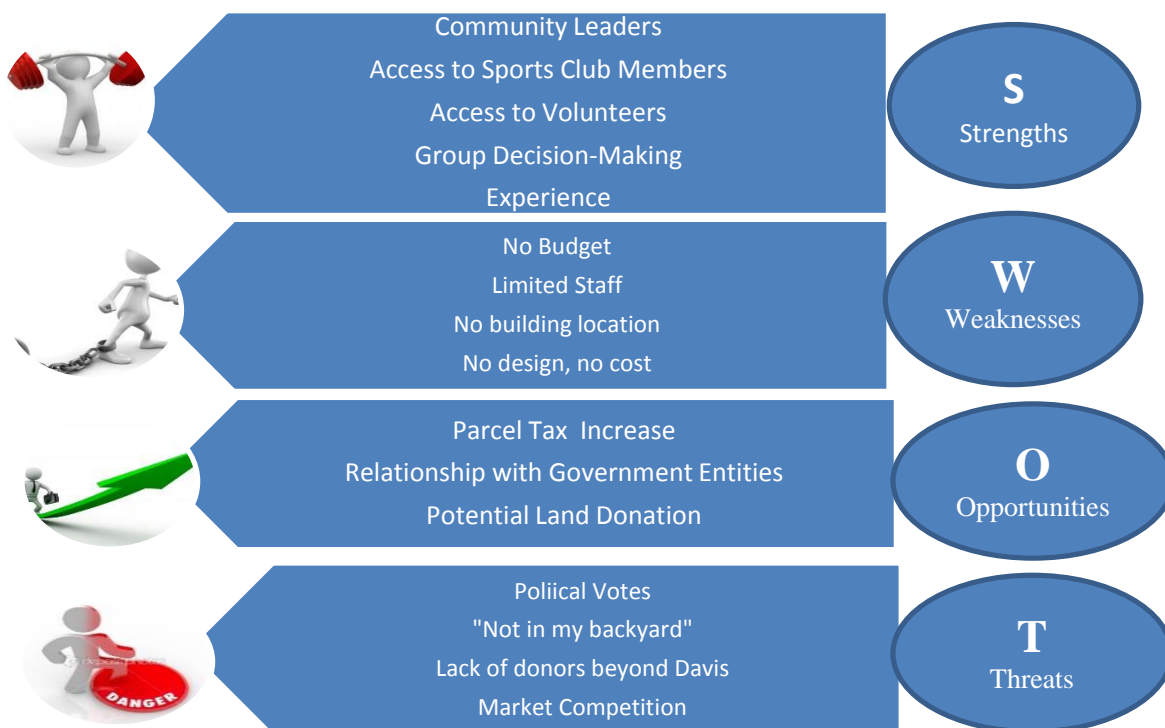 Community Leaders
Access to Sports Club Members
Access to Volunteers
Group Decision-Making
Experience
S
Strengths
No Budget
Limited Staff
No building location
No design, no cost
W
Weaknesses
Parcel Tax Increase
Relationship with Government Entities
Potential Land Donation
O
Opportunities
Poliical Votes
"Not in my backyard"
Lack of donors beyond Davis
Market Competition
DANGER
T
Threats